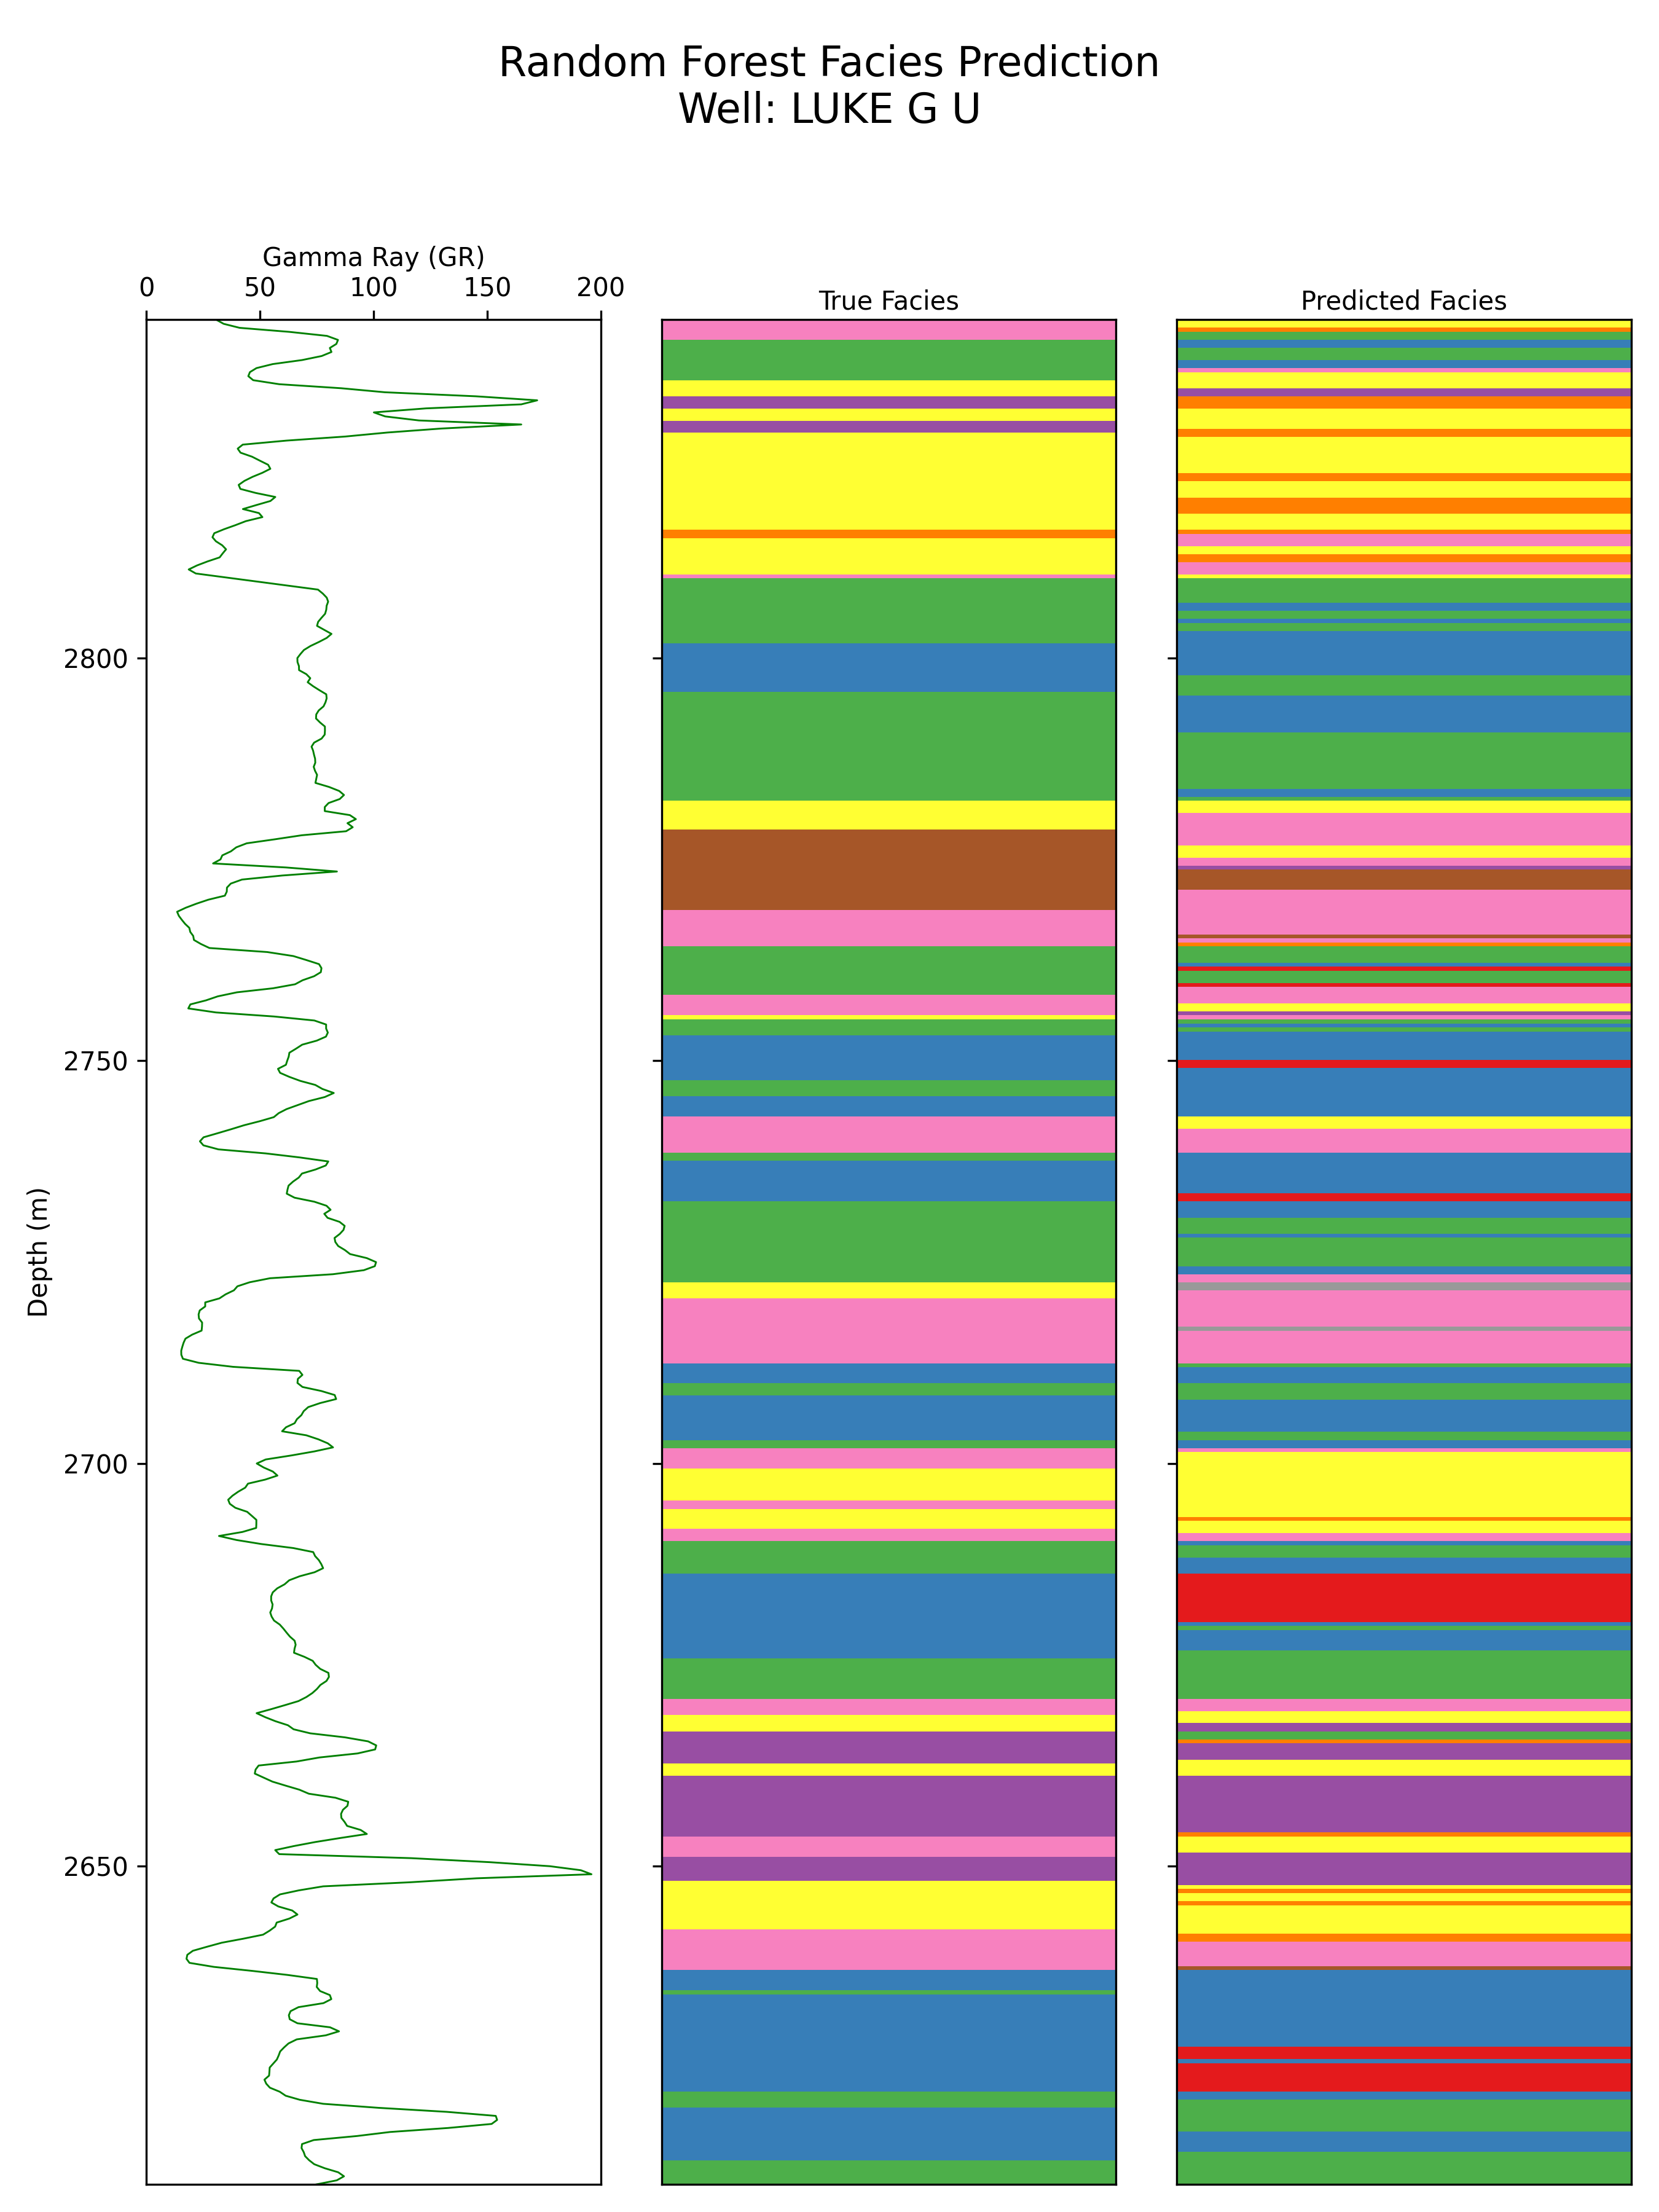 Random Forest Facies Prediction
Well: LUKE G U
Gamma Ray (GR)
0 50 100 150 200
True Facies
Predicted Facies
2800
2750
Depth (m)
2700
2650